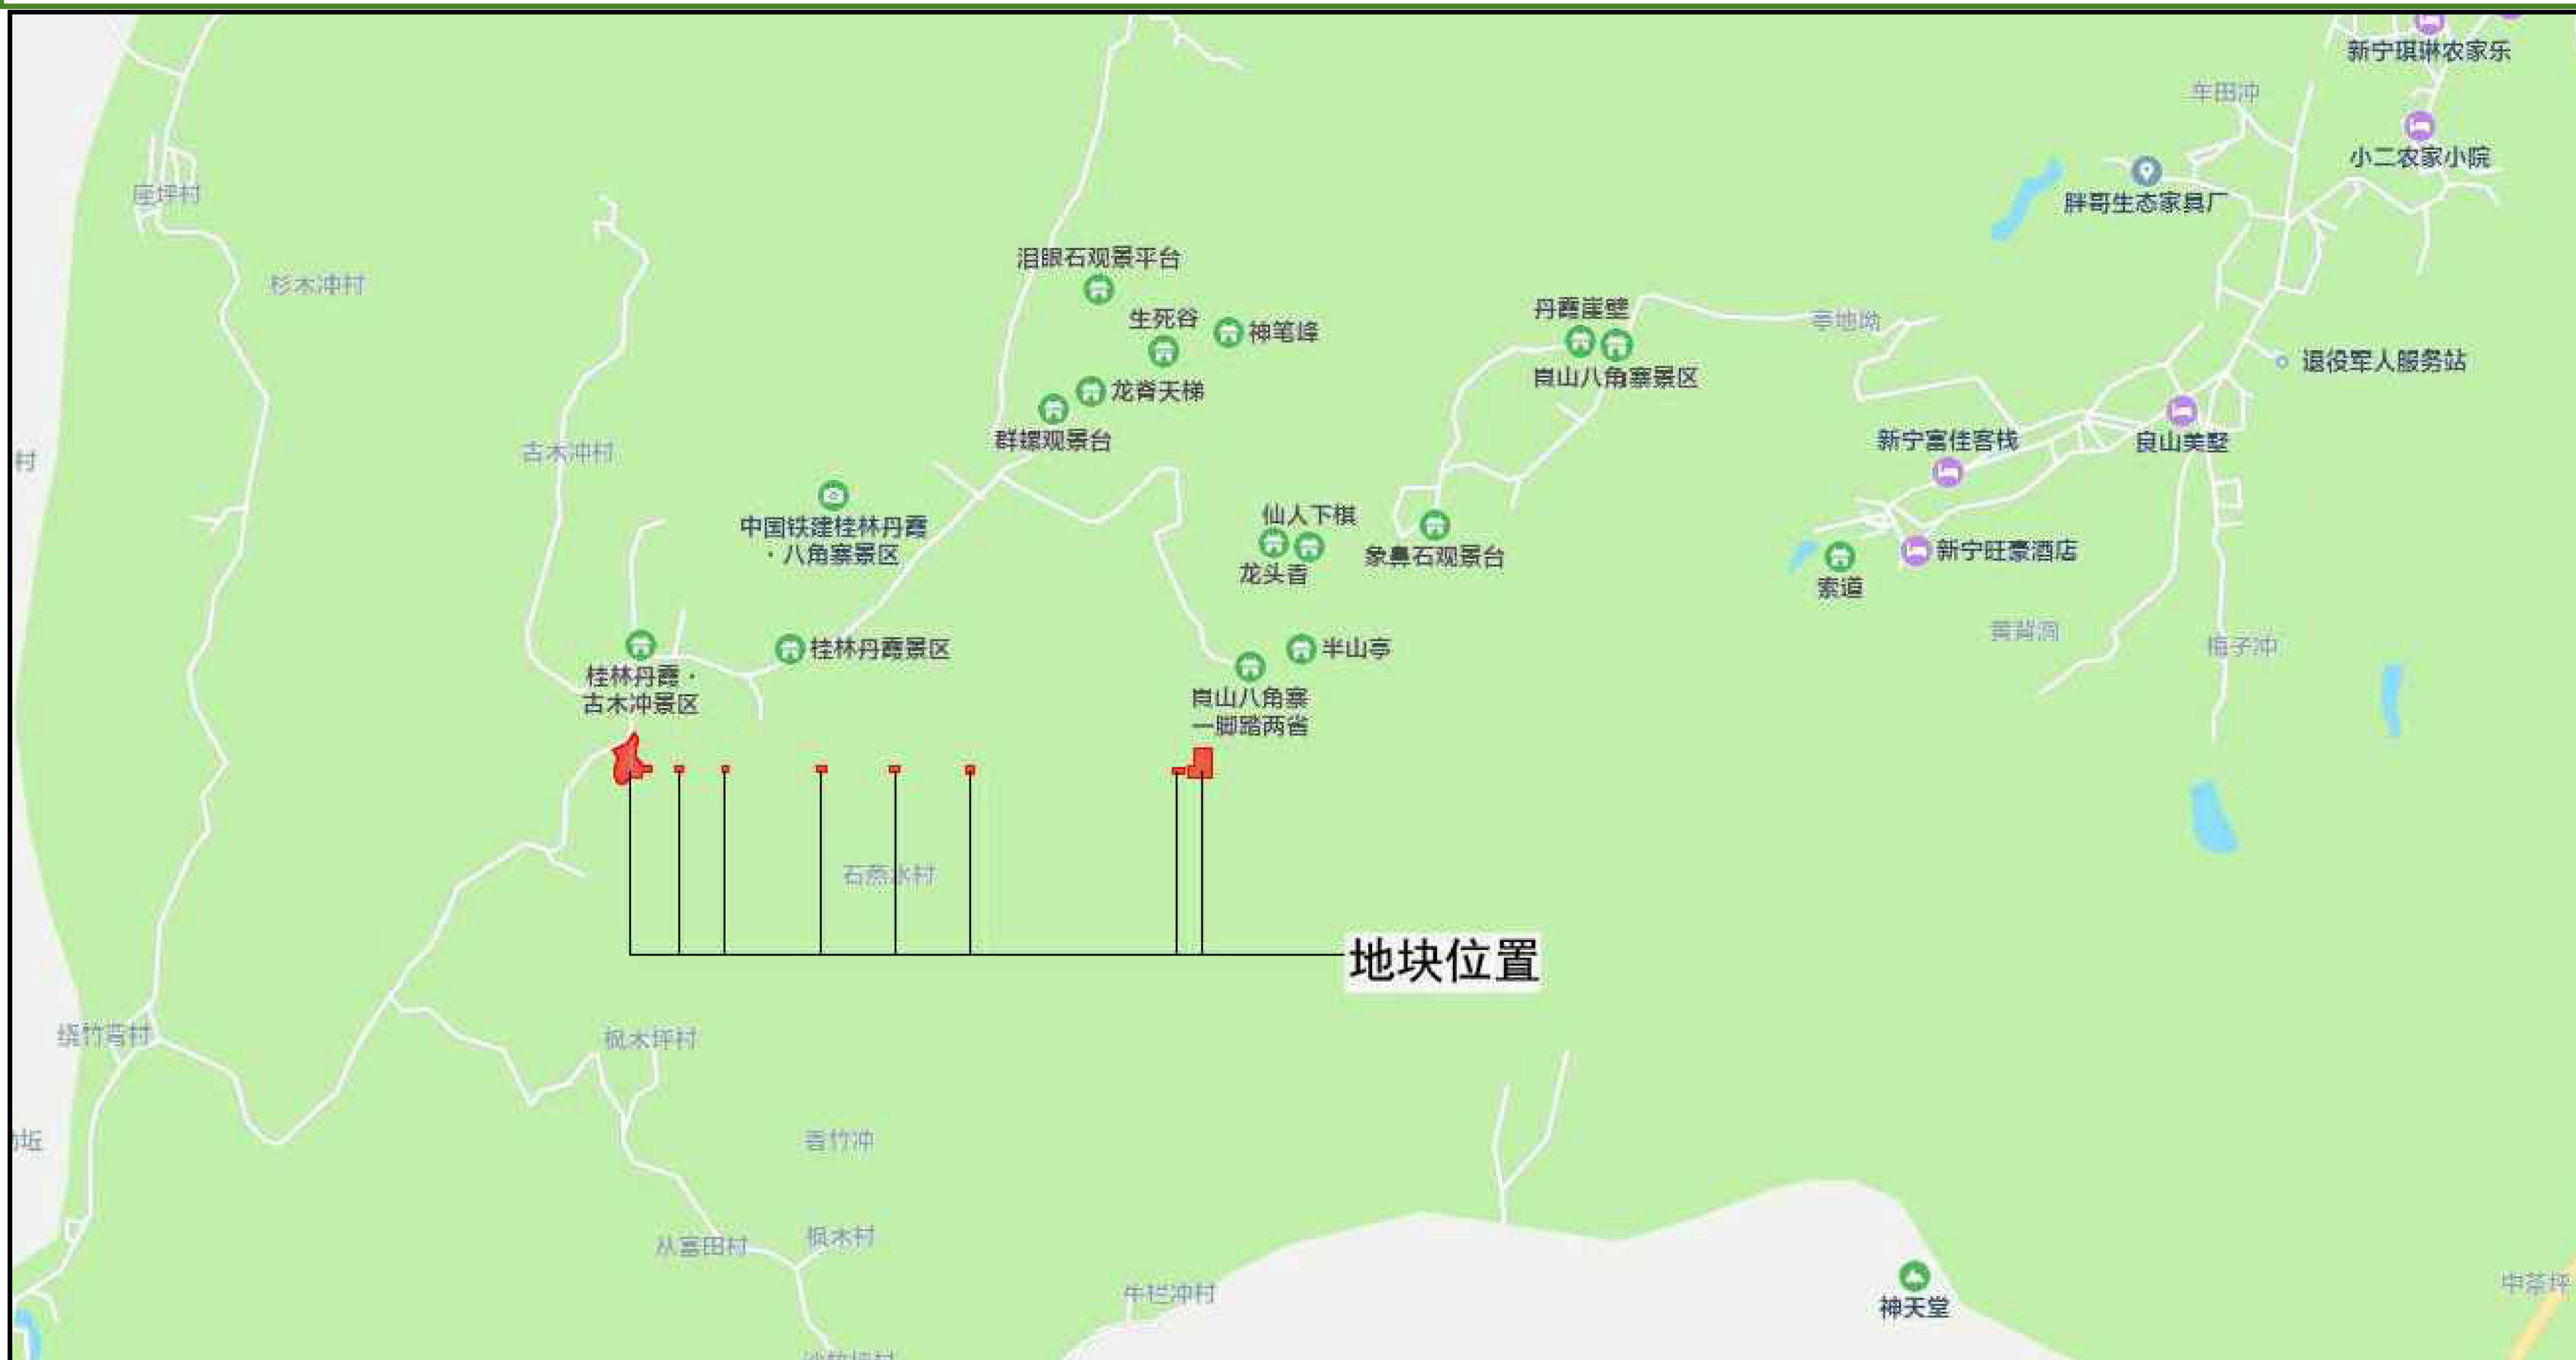 新宁琪琳农家乐
车田冲
小二农家小院
座坪村
胖哥生态家具厂
泪眼石观景平台
杉木冲村
丹霞崖壁
生死谷
神笔峰
亭地坳
退役军人服务站
崀山八角寨景区
龙脊天梯
群螺观景台
新宁富佳客栈
良山美墅
古木冲村
村
中国铁建桂林丹霞
·八角寨景区
仙人下棋
龙头香
象鼻石观景台
新宁旺豪酒店
索道
黄背洞
梅子冲
桂林丹霞景区
半山亭
桂林丹霞·
古木冲景区
崀山八角寨
一脚踏两省
石燕水村
地块位置
绕竹背村
枫木坪村
香竹冲
从富田村
枫木村
牛栏冲村
中茶坪
神天堂